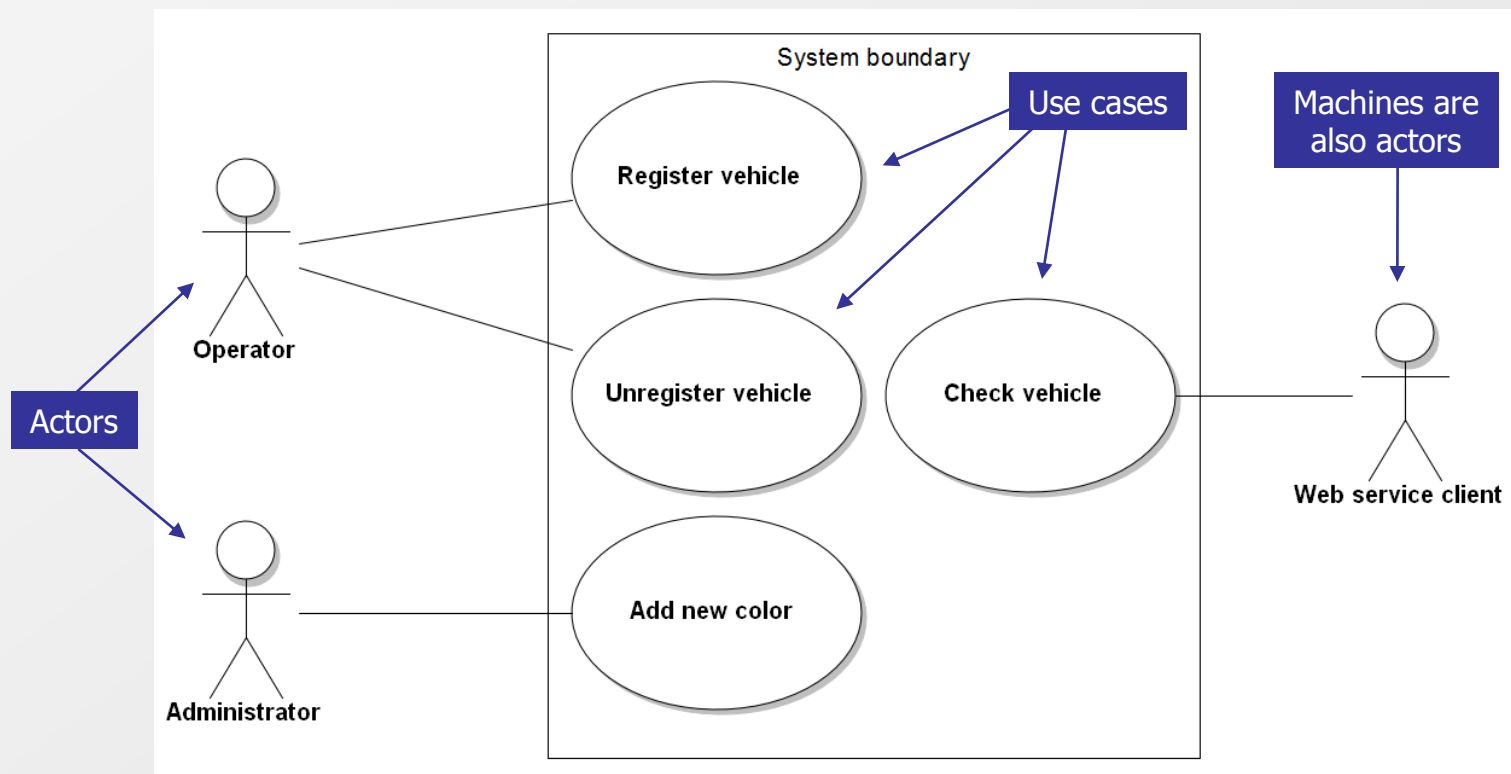 System boundary
Use cases
Machines are
also actors
Register vehicle
Operator
Unregister vehicle
Check vehicle
Actors
Web service client
Add new color
Administrator